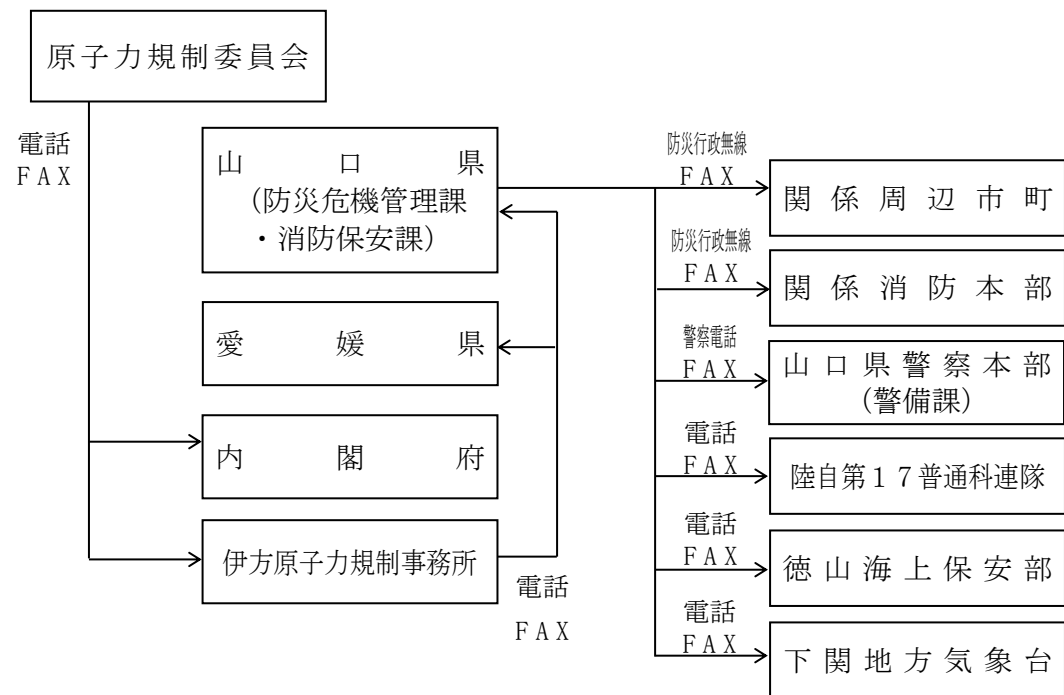 原子力規制委員会
電話
ＦＡＸ
山口県
(防災危機管理課
・消防保安課)
愛媛県
内閣府
伊方原子力規制事務所
電話
ＦＡＸ
防災行政無線
ＦＡＸ
関係周辺市町
防災行政無線
ＦＡＸ
関係消防本部
警察電話
ＦＡＸ
山口県警察本部
(警備課)
電話
ＦＡＸ
陸自第１７普通科連隊
電話
ＦＡＸ
徳山海上保安部
電話
ＦＡＸ
下関地方気象台